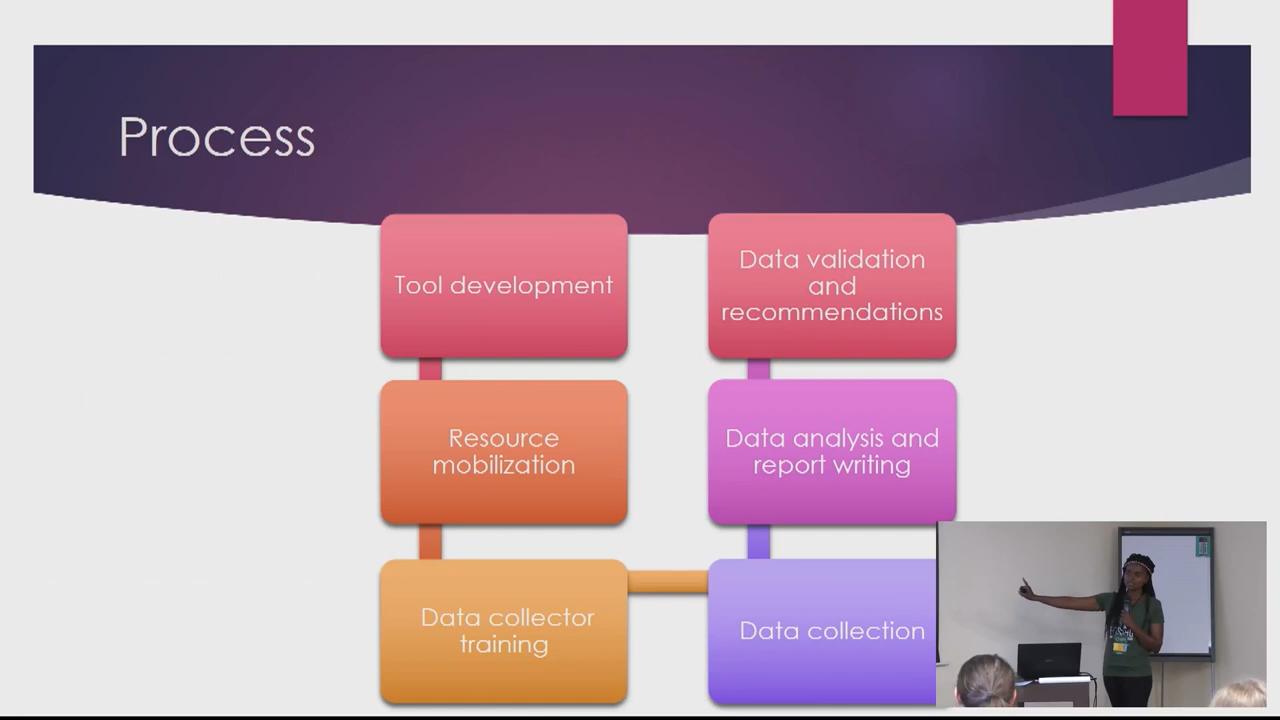 Process
Tool development
Resource
mobilization
Data collector
training
Data collection
Data analysis and
report writing
Data validation
and
recommendations